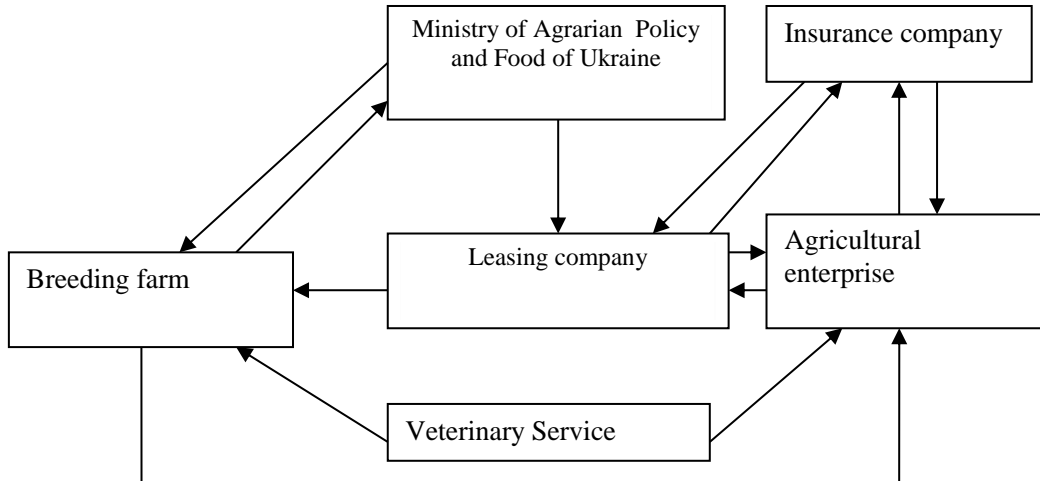 Ministry of Agrarian Policy
and Food of Ukraine
Insurance company
Leasing company
Agricultural
enterprise
Breeding farm
Veterinary Service